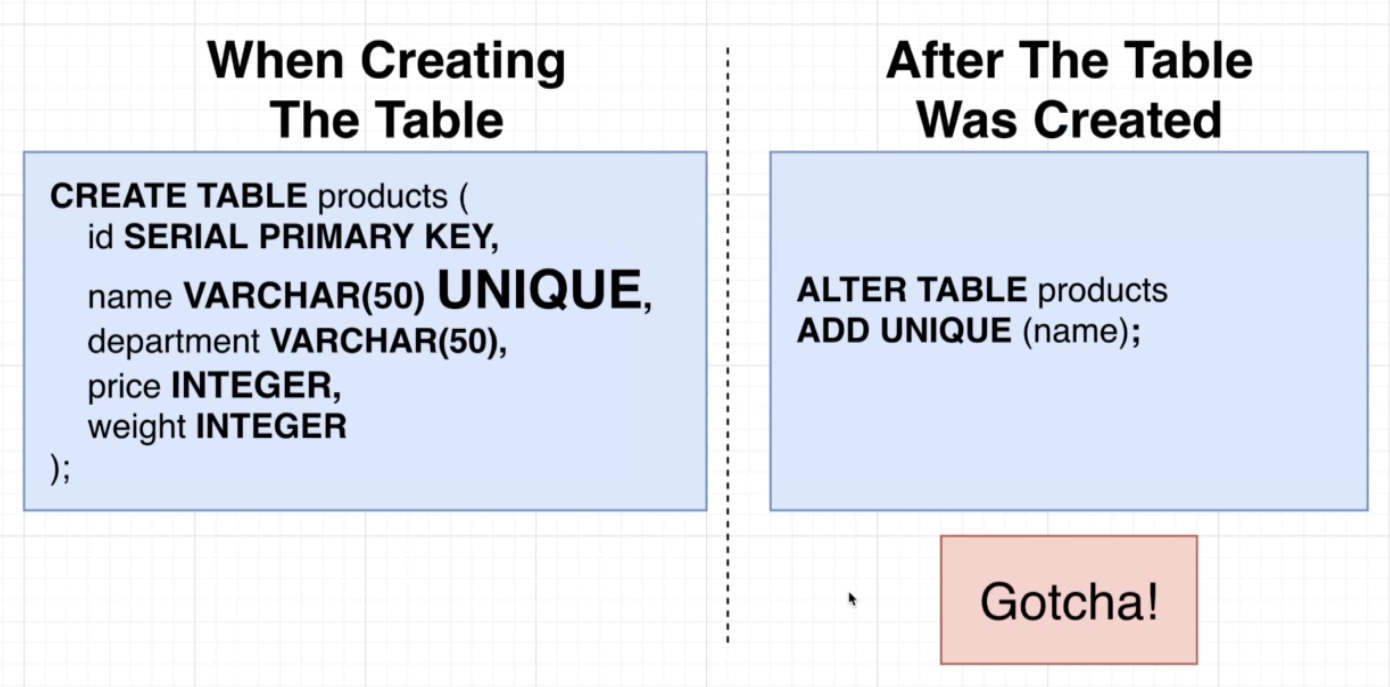 When Creating
The Table
CREATE TABLE products (
id SERIAL PRIMARY KEY,
name VARCHAR(50) UNIQUE,
department VARCHAR(50),
price INTEGER,
weight INTEGER
);
After The Table
Was Created
ALTER TABLE products
ADD UNIQUE (name);
Gotcha!